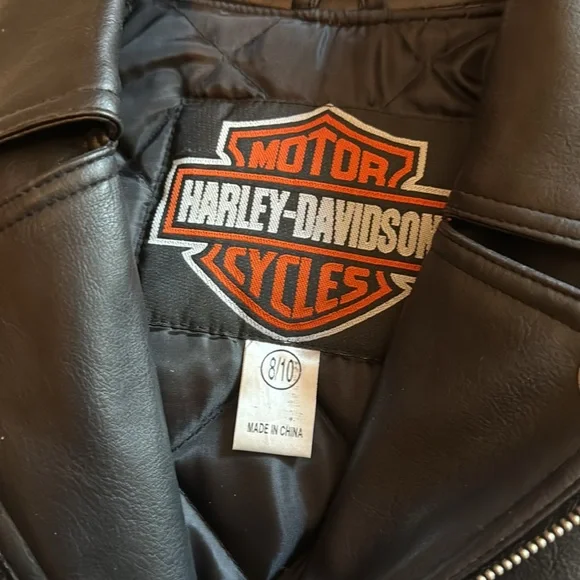 MOTOR
HARLEY-DAVIDSON
CYCLES
8/10
MADE IN CHINA